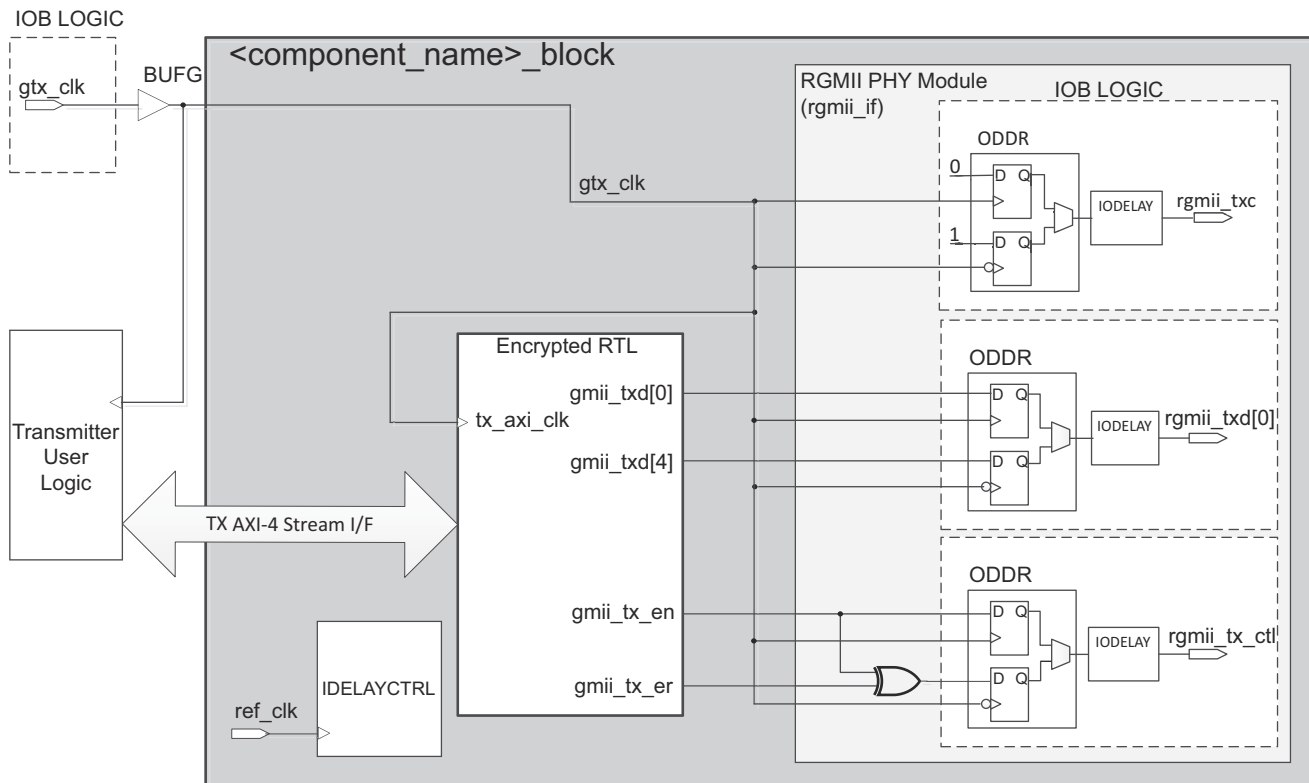 IOB LOGIC
gtx_clk
BUFG
<component_name>_block
RGMII PHY Module
(rgmii_if)
IOB LOGIC
gtx_clk
ODDR
0
D Q
1
D Q
IODELAY
rgmii_txc
Encrypted RTL
tx_axi_clk
gmii_txd[0]
gmii_txd[4]
gmii_tx_en
gmii_tx_er
ODDR
D Q
D Q
IODELAY
rgmii_txd[0]
Transmitter
User
Logic
TX AXI-4 Stream I/F
ODDR
D Q
D Q
IODELAY
rgmii_tx_ctl
IDELAYCTRL
ref_clk